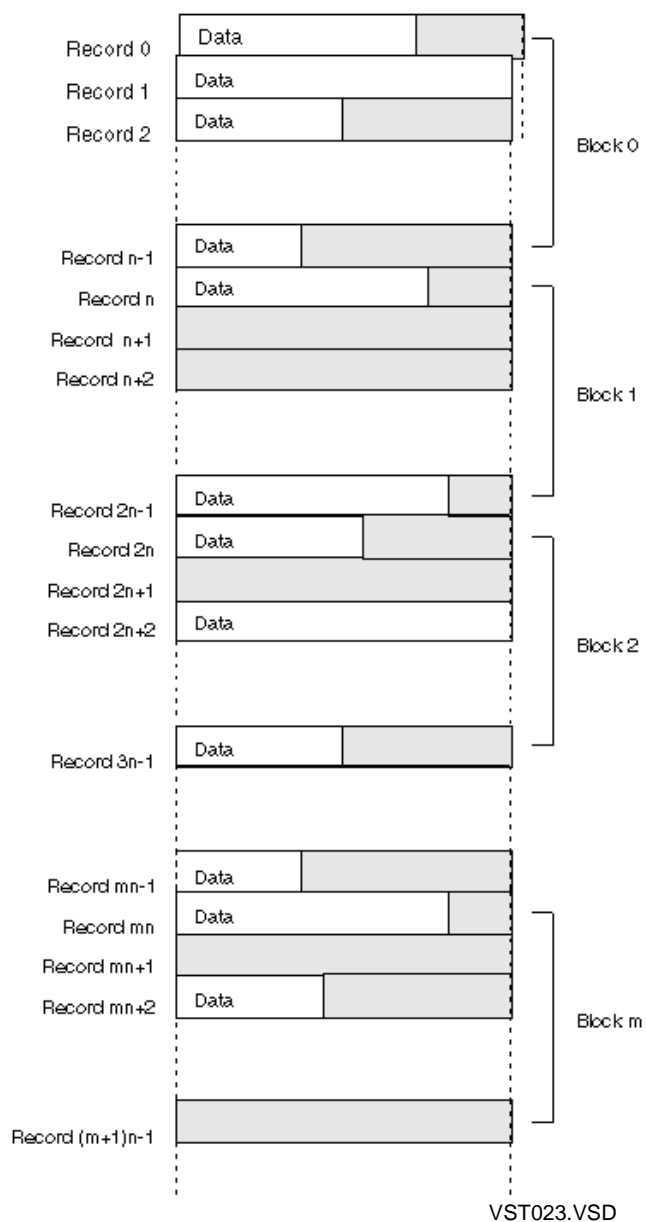 Record 0 Data
Record 1 Data
Record 2 Data
Block 0
Record n-1 Data
Record n Data
Record n+1
Record n+2
Block 1
Record 2n-1 Data
Record 2n Data
Record 2n+1
Record 2n+2 Data
Block 2
Record 3n-1 Data
Record mn-1 Data
Record mn Data
Record mn+1
Record mn+2 Data
Block m
Record (m+1)n-1
VST023.VSD